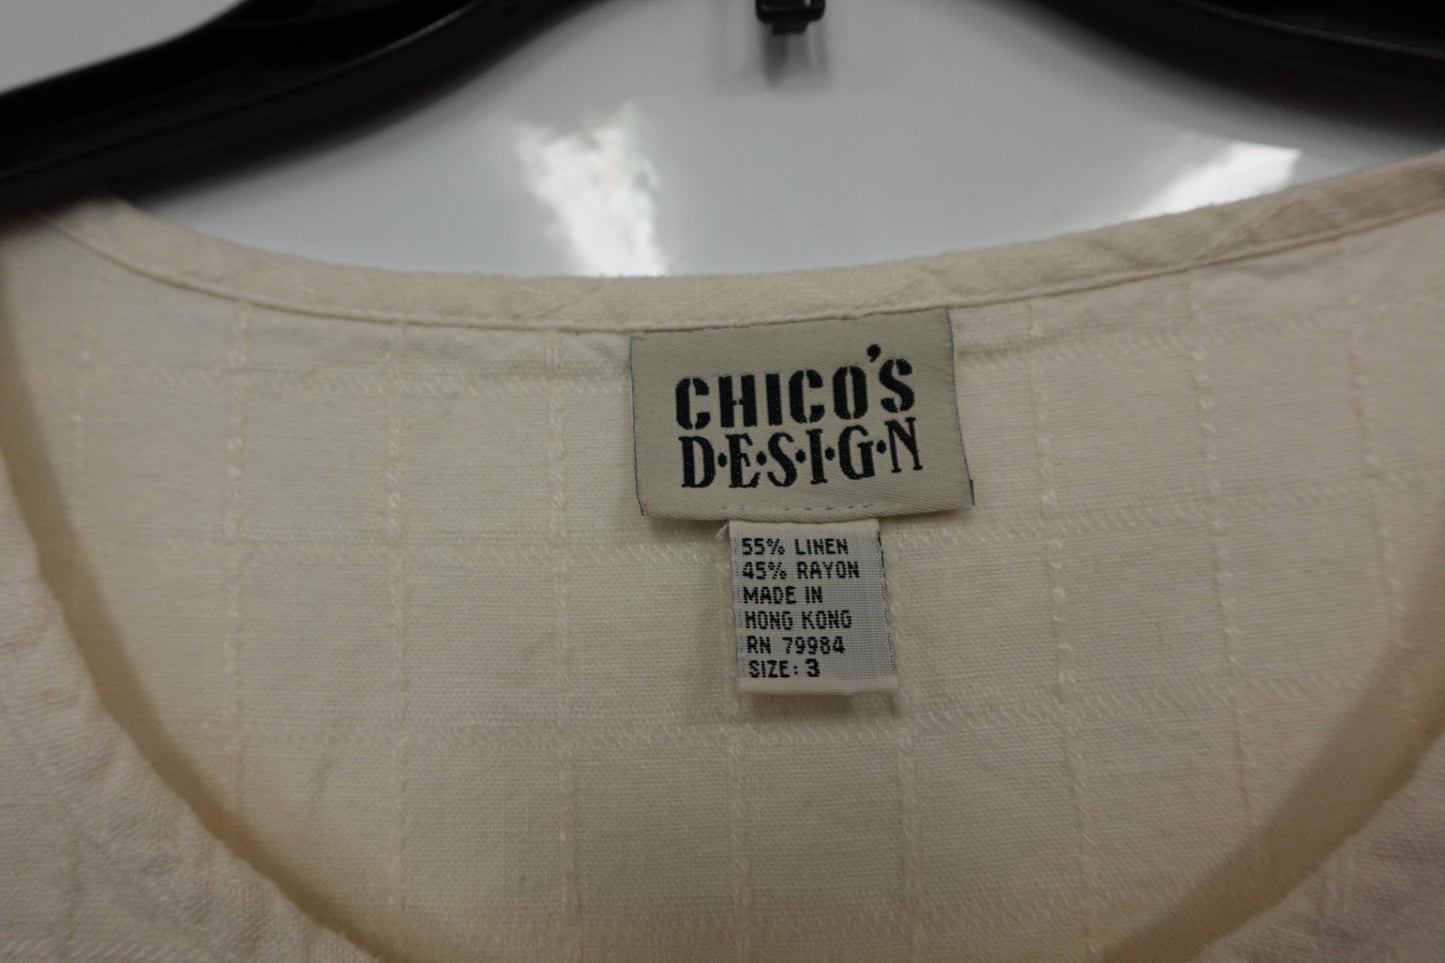 CHICO'S
D•E•S•I•G•N
55% LINEN
45% RAYON
MADE IN
HONG KONG
RN 79984
SIZE: 3